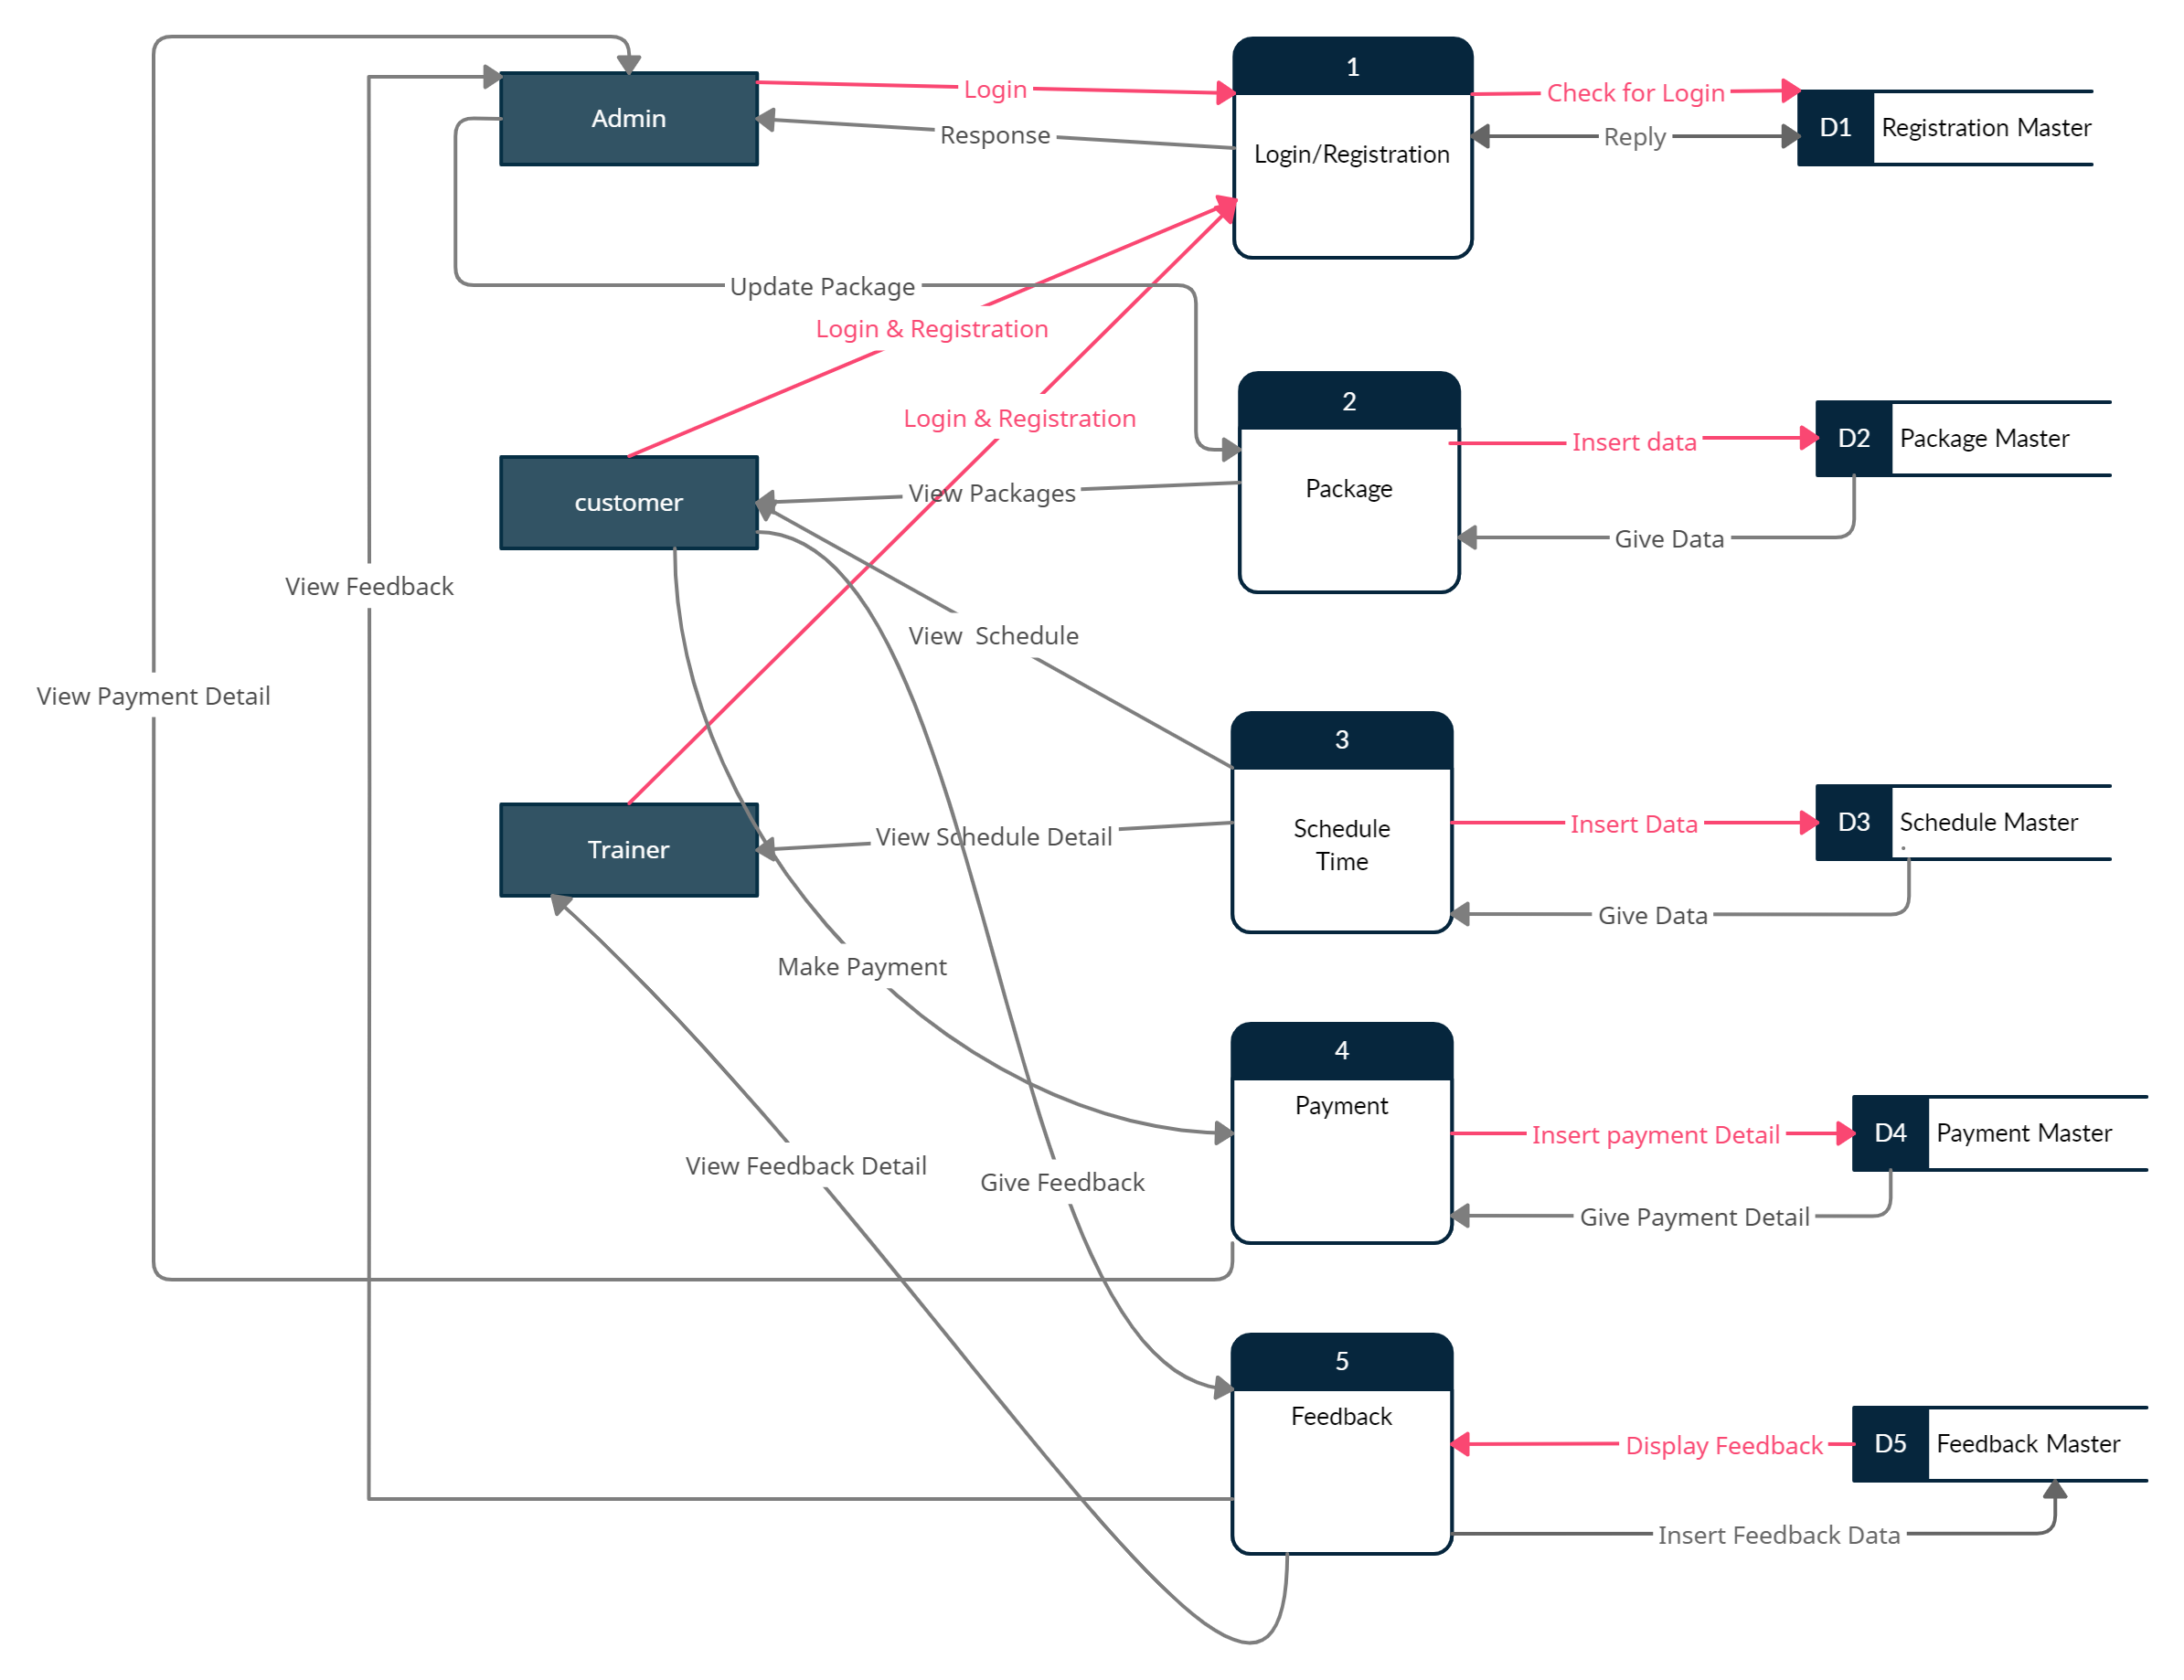 1
Admin
Login
Check for Login
D1
Registration Master
Response
Reply
Login/Registration
Update Package
Login & Registration
2
Login & Registration
Insert data
D2
Package Master
customer
View Packages
Package
Give Data
View Feedback
View  Schedule
View Payment Detail
3
Trainer
View Schedule Detail
Schedule
Time
Insert Data
D3
Schedule Master
.
Give Data
Make Payment
4
Payment
Insert payment Detail
D4
Payment Master
View Feedback Detail
Give Feedback
Give Payment Detail
5
Feedback
Display Feedback
D5
Feedback Master
Insert Feedback Data